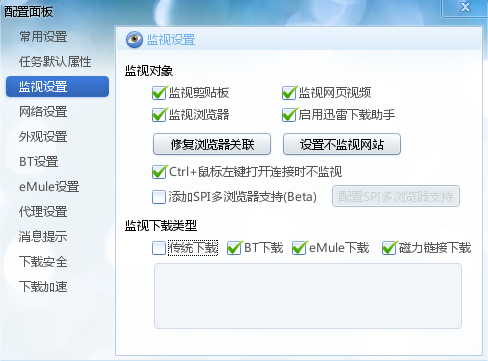 配置面板
常用设置
任务默认属性
监视设置
网络设置
外观设置
BT设置
eMule设置
代理设置
消息提示
下载安全
下载加速
监视设置
监视对象
监视剪贴板 监视网页视频
监视浏览器 启用迅雷下载助手
修复浏览器关联 设置不监视网站
Ctrl+鼠标左键打开连接时不监视
添加SPI多浏览器支持(Beta) 配置SPI多浏览器支持
监视下载类型
传统下载 BT下载 eMule下载 磁力链接下载